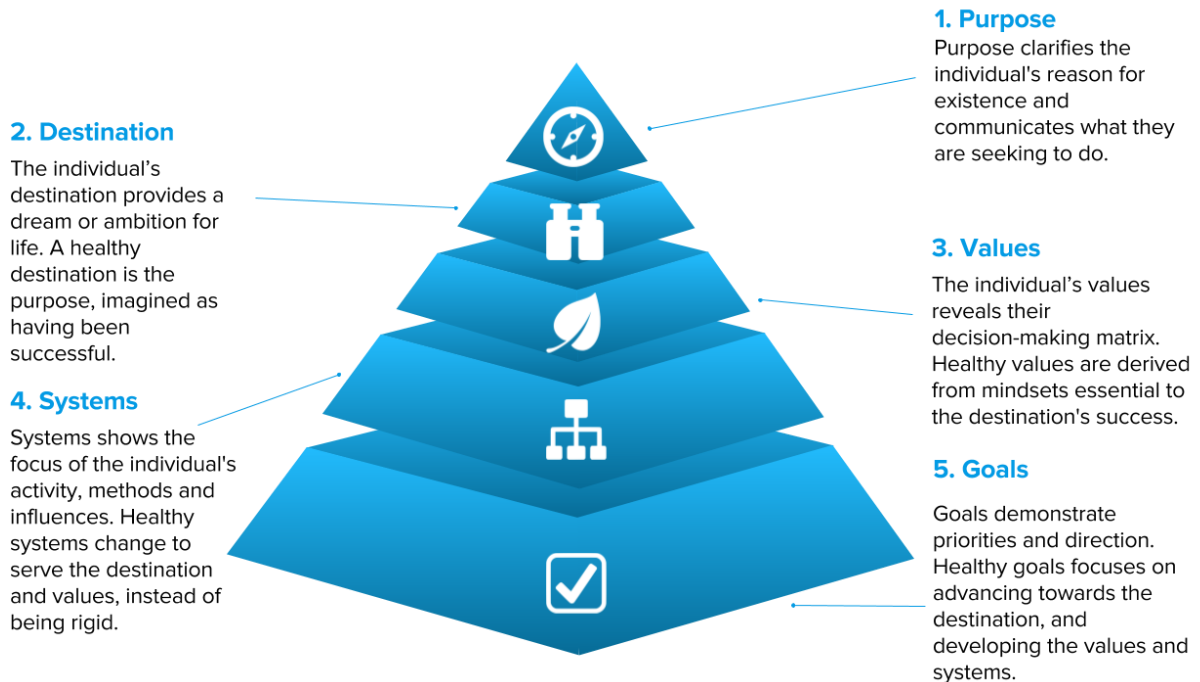 1. Purpose
Purpose clarifies the
individual's reason for
existence and
communicates what they
are seeking to do.
2. Destination
The individual’s
destination provides a
dream or ambition for
life. A healthy
destination is the
purpose, imagined as
having been
successful.
3. Values
The individual’s values
reveals their
decision-making matrix.
Healthy values are derived
from mindsets essential to
the destination's success.
4. Systems
Systems shows the
focus of the individual's
activity, methods and
influences. Healthy
systems change to
serve the destination
and values, instead of
being rigid.
5. Goals
Goals demonstrate
priorities and direction.
Healthy goals focuses on
advancing towards the
destination, and
developing the values and
systems.